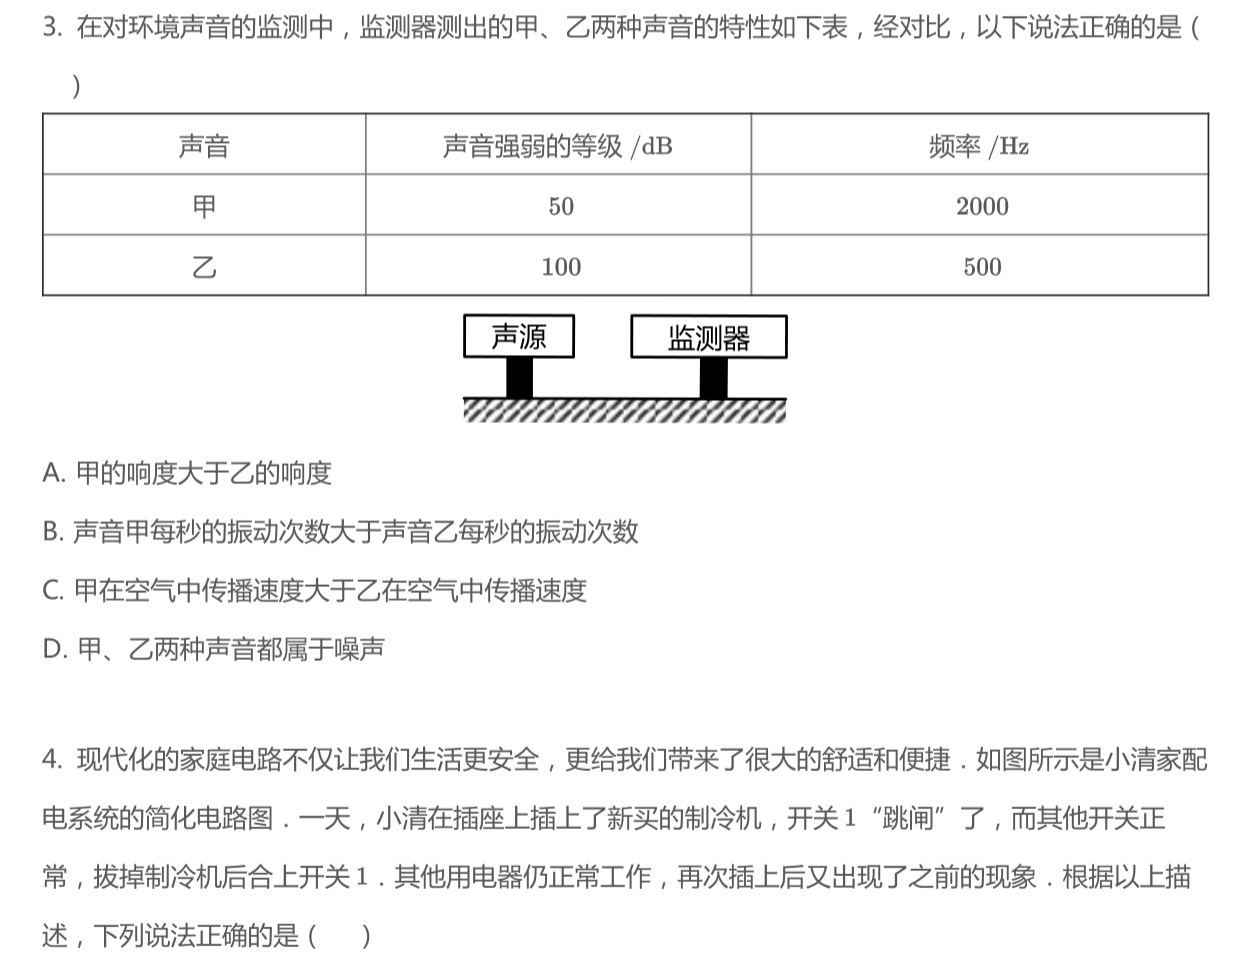 3. 在对环境声音的监测中，监测器测出的甲、乙两种声音的特性如下表，经对比，以下说法正确的是（
）
声音 声音强弱的等级 /dB 频率 /Hz
甲 50 2000
乙 100 500
声源 监测器
A. 甲的响度大于乙的响度
B. 声音甲每秒的振动次数大于声音乙每秒的振动次数
C. 甲在空气中传播速度大于乙在空气中传播速度
D. 甲、乙两种声音都属于噪声
4. 现代化的家庭电路不仅让我们生活更安全，更给我们带来了很大的舒适和便捷．如图所示是小清家配
电系统的简化电路图．一天，小清在插座上插上了新买的制冷机，开关 1 “跳闸” 了，而其他开关正
常，拔掉制冷机后合上开关 1．其他用电器仍正常工作，再次插上后又出现了之前的现象．根据以上描
述，下列说法正确的是（ ）